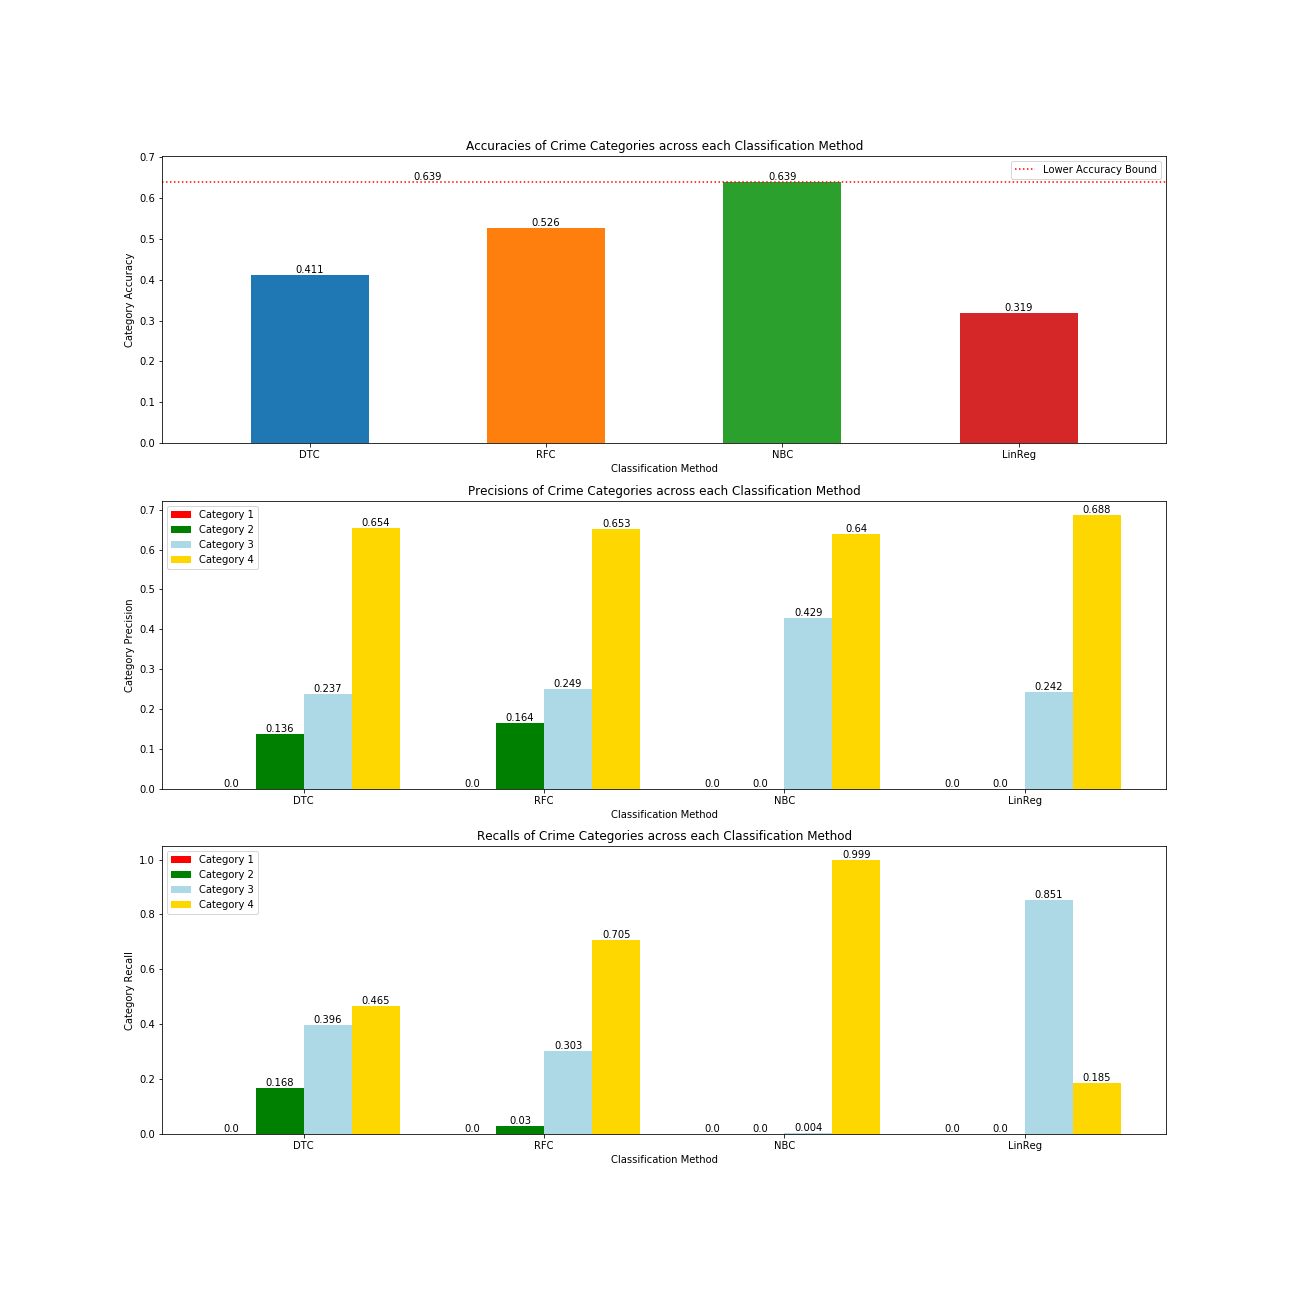 Accuracies of Crime Categories across each Classification Method
0.7
0.6
0.5
0.4
0.3
0.2
0.1
0.0
Category Accuracy
Lower Accuracy Bound
0.639
0.639
0.526
0.411
0.319
DTC
RFC
NBC
LinReg
Classification Method
Precisions of Crime Categories across each Classification Method
0.7
0.6
0.5
0.4
0.3
0.2
0.1
0.0
Category Precision
Category 1
Category 2
Category 3
Category 4
0.0
0.136
0.237
0.654
0.0
0.164
0.249
0.653
0.0
0.0
0.429
0.64
0.0
0.0
0.242
0.688
DTC
RFC
NBC
LinReg
Classification Method
Recalls of Crime Categories across each Classification Method
1.0
0.8
0.6
0.4
0.2
0.0
Category Recall
Category 1
Category 2
Category 3
Category 4
0.0
0.168
0.396
0.465
0.0
0.03
0.303
0.705
0.0
0.0
0.004
0.999
0.0
0.0
0.851
0.185
DTC
RFC
NBC
LinReg
Classification Method